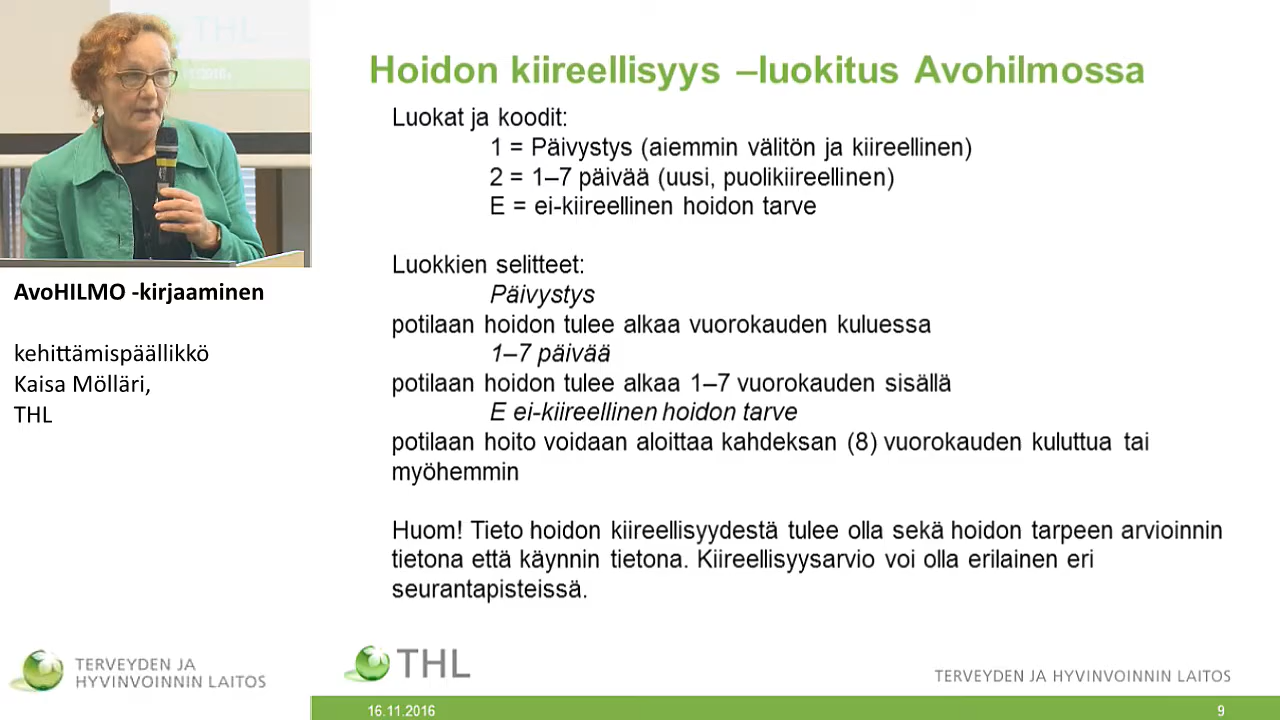 THL
Hoidon kiireellisyys –luokitus Avohilmossa
Luokat ja koodit:
1 = Päivystys (aiemmin välitön ja kiireellinen)
2 = 1–7 päivää (uusi, puolikiireellinen)
E = ei-kiireellinen hoidon tarve
Luokkien selitteet:
Päivystys
potilaan hoidon tulee alkaa vuorokauden kuluessa
1–7 päivää
potilaan hoidon tulee alkaa 1–7 vuorokauden sisällä
E ei-kiireellinen hoidon tarve
potilaan hoito voidaan aloittaa kahdeksan (8) vuorokauden kuluttua tai
myöhemmin
Huom! Tieto hoidon kiireellisyydestä tulee olla sekä hoidon tarpeen arvioinnin
tietona että käynnin tietona. Kiireellisyysarvio voi olla erilainen eri
seurantapisteissä.
AvoHILMO -kirjaaminen
kehittämispäällikkö
Kaisa Mölläri,
THL
TERVEYDEN JA
HYVINVOINNIN LAITOS
THL
TERVEYDEN JA HYVINVOINNIN LAITOS
16.11.2016
9